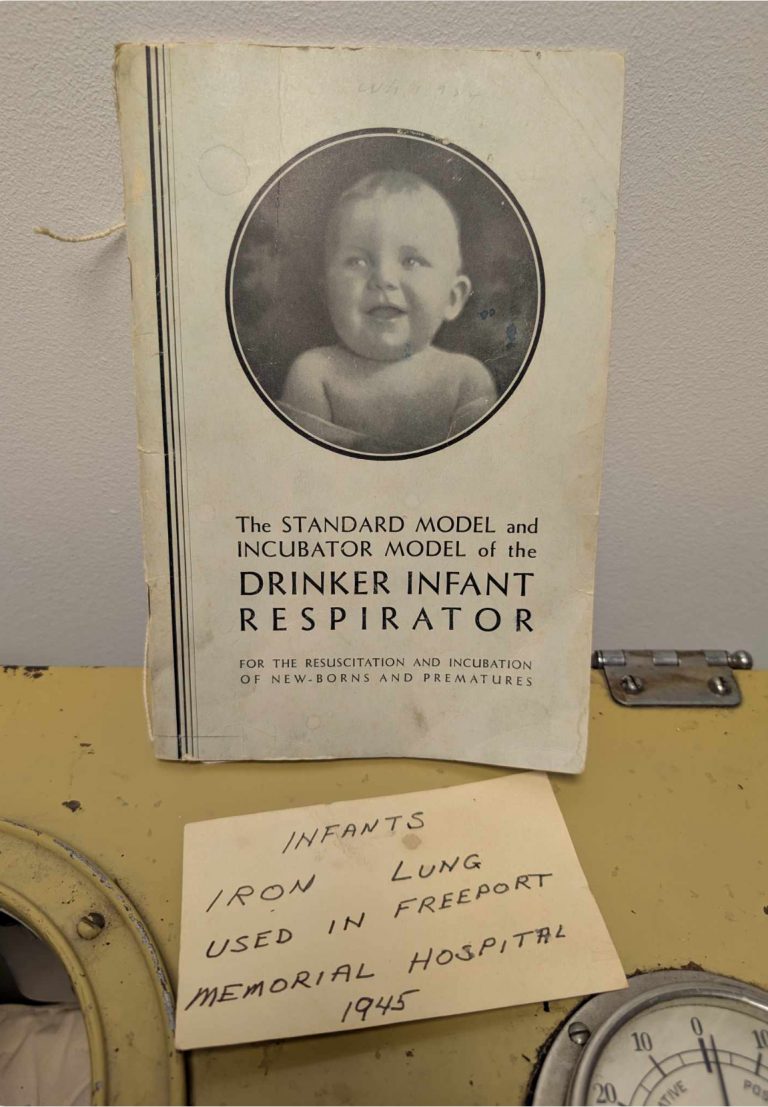 The STANDARD MODEL and
INCUBATOR MODEL of the
DRINKER INFANT
RESPIRATOR
FOR THE RESUSCITATION AND INCUBATION
OF NEW-BORNS AND PREMATURES
INFANTS
IRON LUNG
USED IN FREEPORT
MEMORIAL HOSPITAL
1945
20 10 0 10